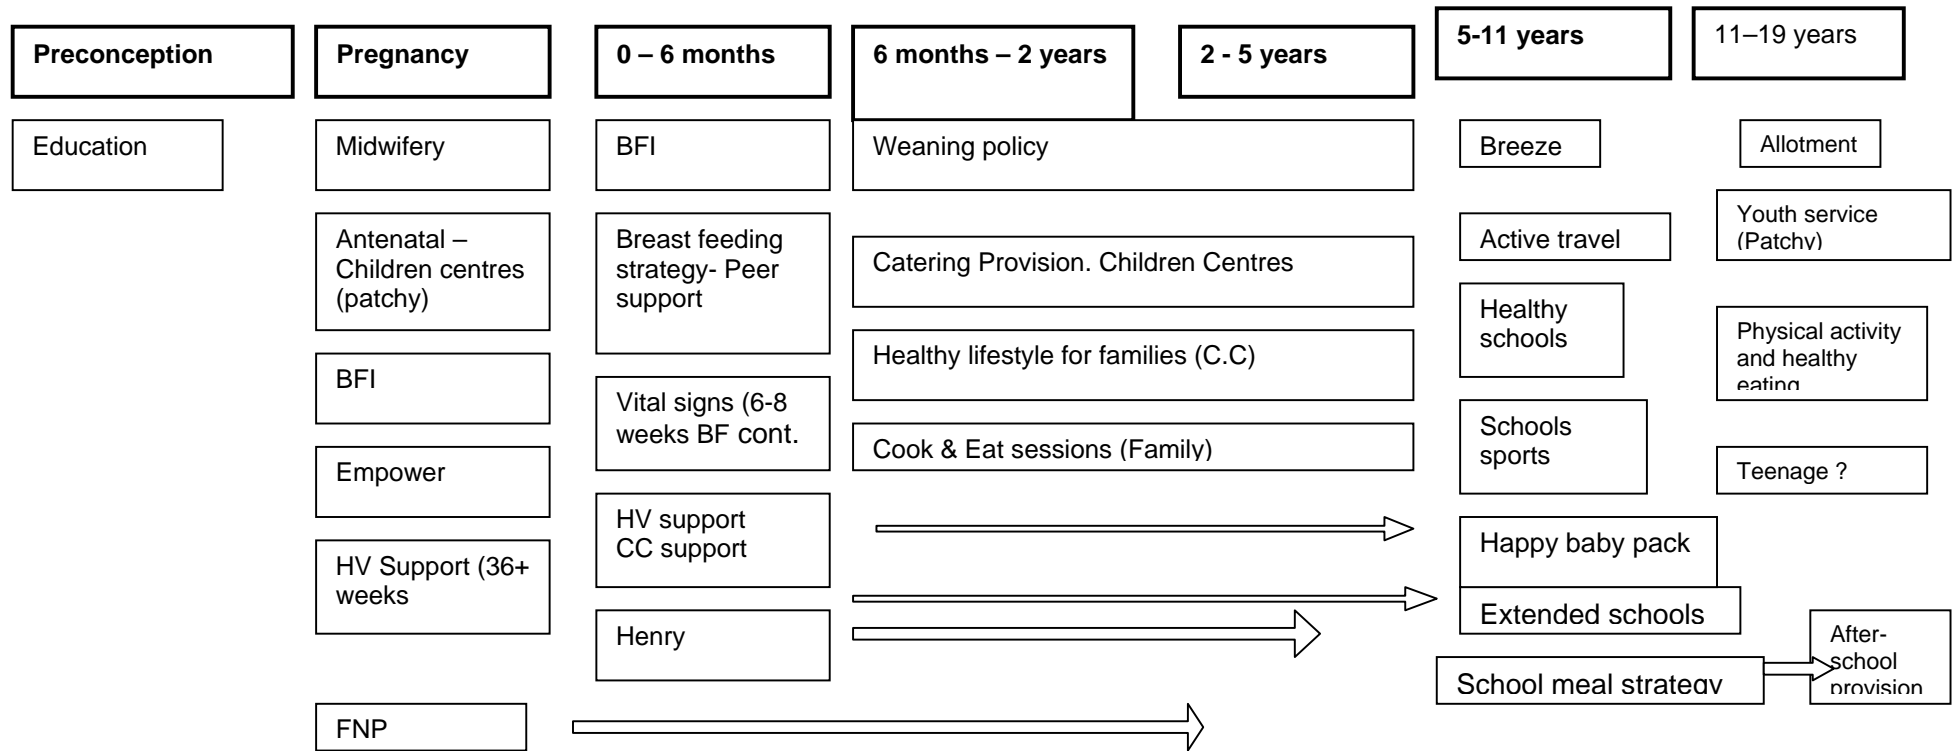 Preconception
Pregnancy
0 – 6 months
6 months – 2 years
2 - 5 years
5-11 years
11–19 years
Education
Midwifery
Antenatal –
Children centres
(patchy)
BFI
Empower
HV Support (36+
weeks
FNP
BFI
Breast feeding
strategy- Peer
support
Vital signs (6-8
weeks BF cont.
HV support
CC support
Henry
Weaning policy
Catering Provision. Children Centres
Healthy lifestyle for families (C.C)
Cook & Eat sessions (Family)
Breeze
Active travel
Healthy
schools
Schools
sports
Happy baby pack
Extended schools
School meal strategy
Allotment
Youth service
(Patchy)
Physical activity
and healthy
eating
Teenage ?
After-
school
provision